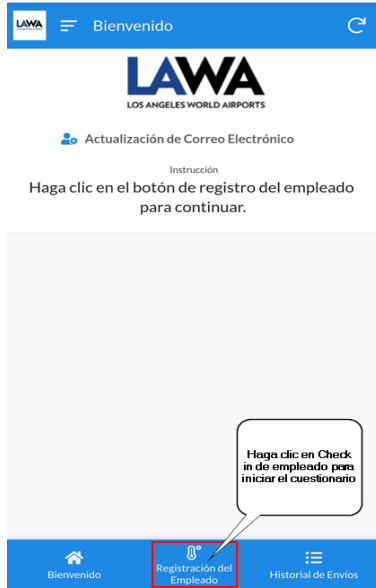 LAWA
Bienvenido
LAWA
LOS ANGELES WORLD AIRPORTS
Actualización de Correo Electrónico
Instrucción
Haga clic en el botón de registro del empleado
para continuar.
Haga clic en Check
in de empleado para
iniciar el cuestionario
Bienvenido
Registración del
Empleado
Historial de Envíos